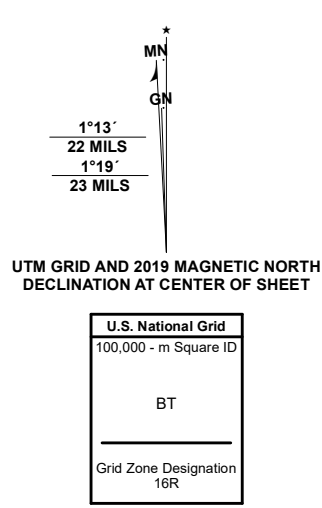 MN
GN
1°13´
22 MILS
1°19´
23 MILS
UTM GRID AND 2019 MAGNETIC NORTH
DECLINATION AT CENTER OF SHEET
U.S. National Grid
100,000 - m Square ID
BT
Grid Zone Designation
16R